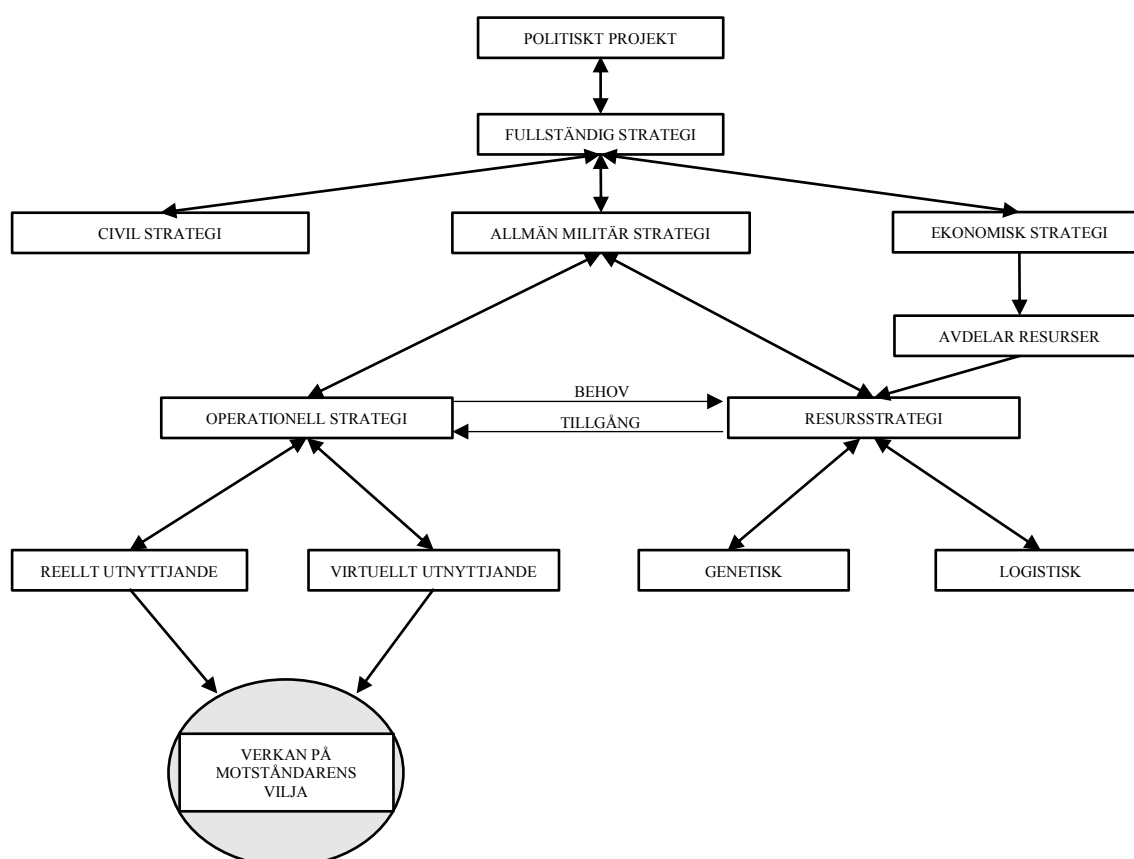 POLITISKT PROJEKT
FULLSTÄNDIG STRATEGI
CIVIL STRATEGI
ALLMÄN MILITÄR STRATEGI
EKONOMISK STRATEGI
AVDELAR RESURSER
BEHOV
OPERATIONELL STRATEGI
TILLGÅNG
RESURSSTRATEGI
REELLT UTNYTTJANDE
VIRTUELLT UTNYTTJANDE
GENETISK
LOGISTISK
VERKAN PÅ
MOTSTÅNDARENS
VILJA